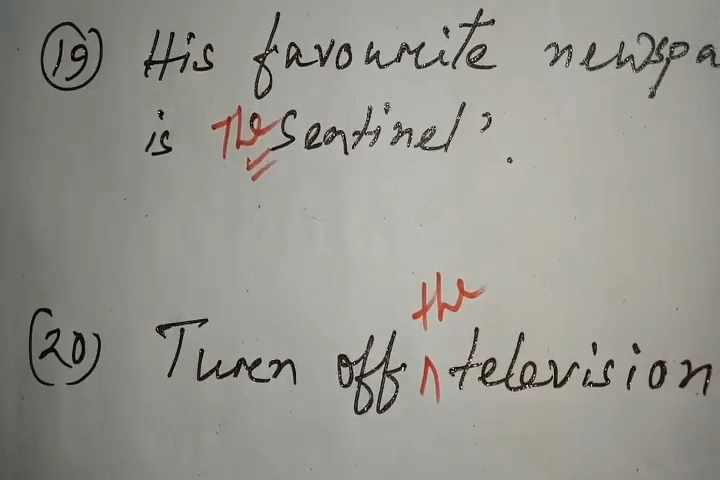 (19) His favourite newspa
is The Sentinel'.
the
(20) Turn off ^ television